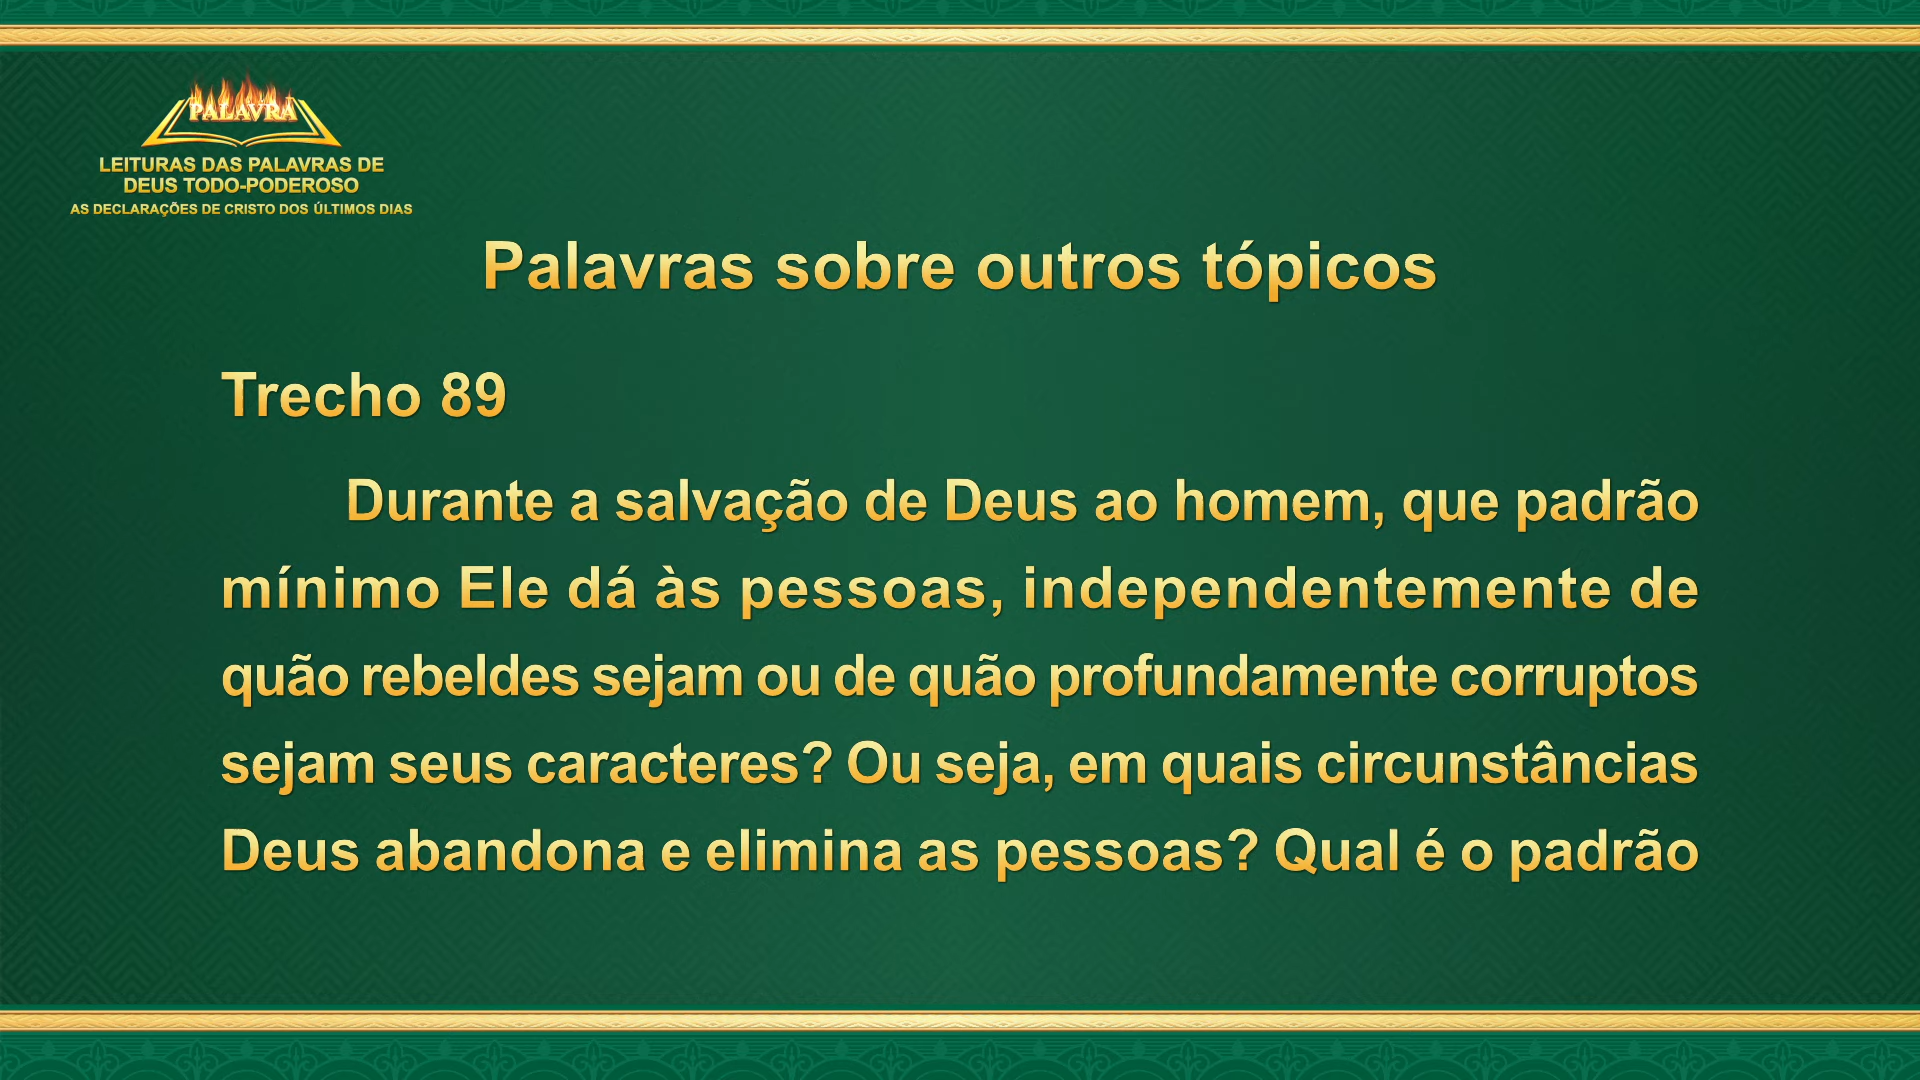 PALAVRA
LEITURAS DAS PALAVRAS DE
DEUS TODO-PODEROSO
AS DECLARAÇÕES DE CRISTO DOS ÚLTIMOS DIAS
Palavras sobre outros tópicos
Trecho 89
Durante a salvação de Deus ao homem, que padrão
mínimo Ele dá às pessoas, independentemente de
quão rebeldes sejam ou de quão profundamente corruptos
sejam seus caracteres? Ou seja, em quais circunstâncias
Deus abandona e elimina as pessoas? Qual é o padrão